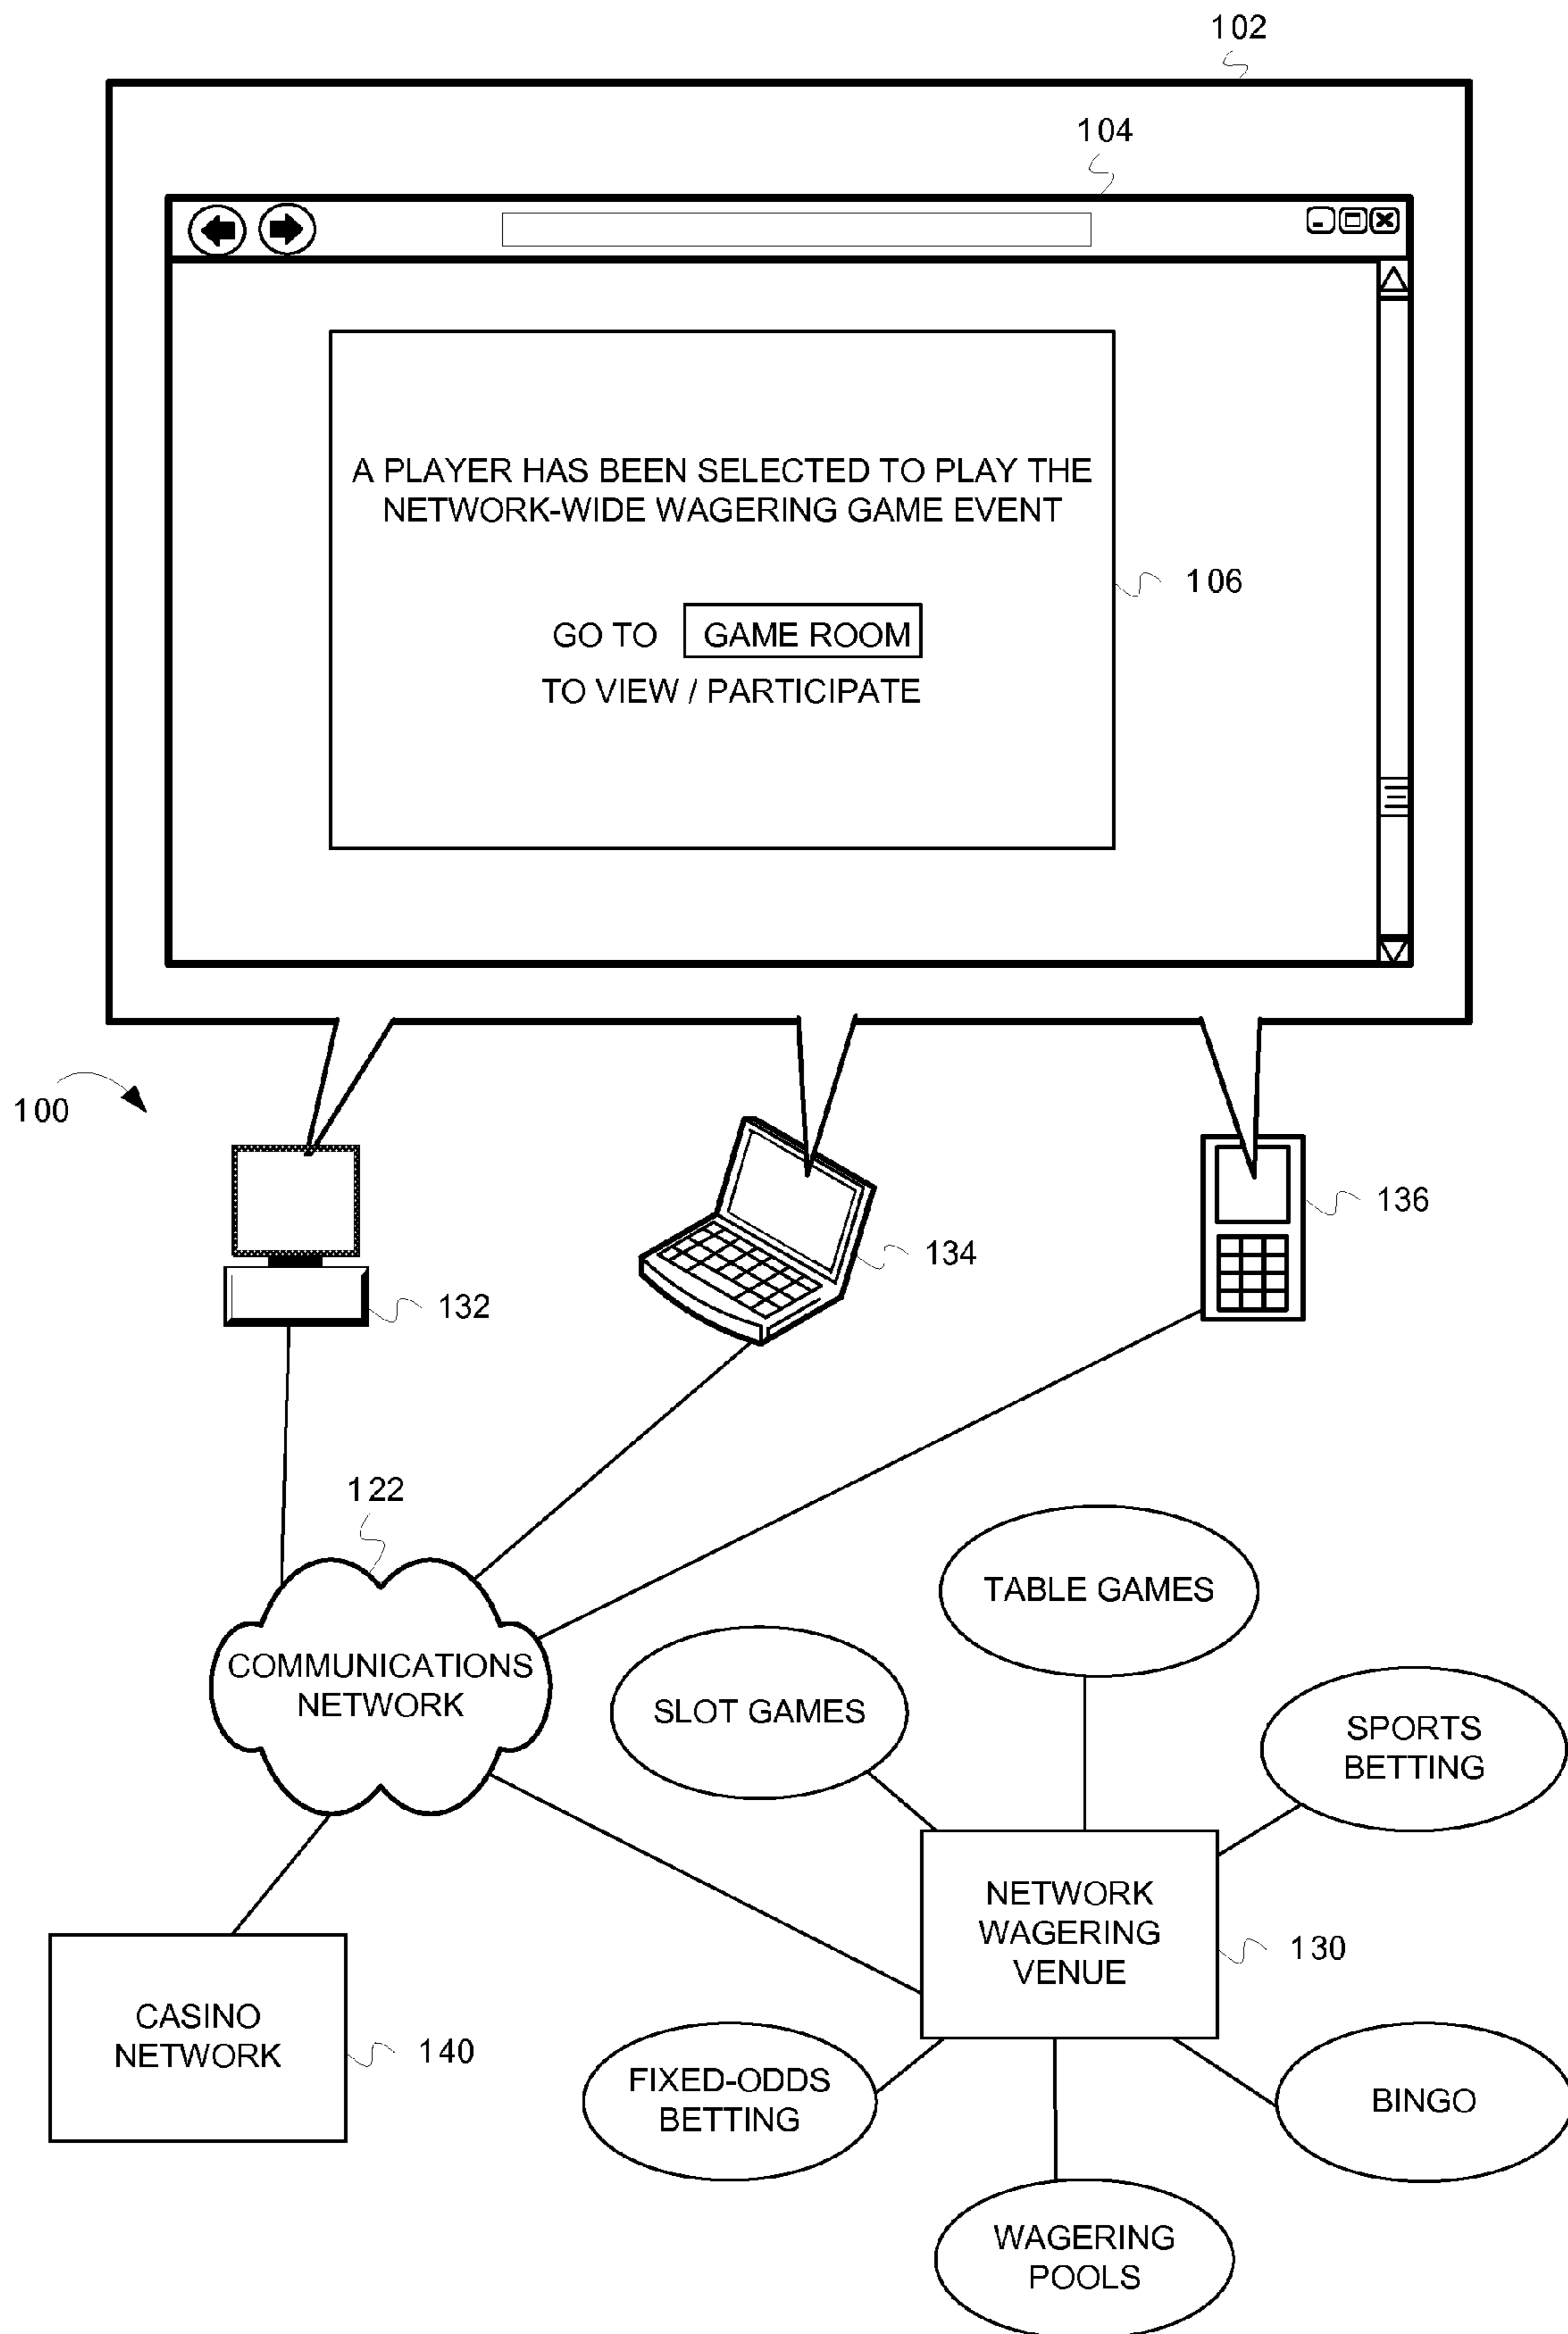 102
104
A PLAYER HAS BEEN SELECTED TO PLAY THE
NETWORK-WIDE WAGERING GAME EVENT
106
GO TO GAME ROOM
TO VIEW / PARTICIPATE
100
136
134
132
122
TABLE GAMES
COMMUNICATIONS
NETWORK
SLOT GAMES
SPORTS
BETTING
NETWORK
WAGERING
VENUE
130
CASINO
NETWORK
140
FIXED-ODDS
BETTING
BINGO
WAGERING
POOLS